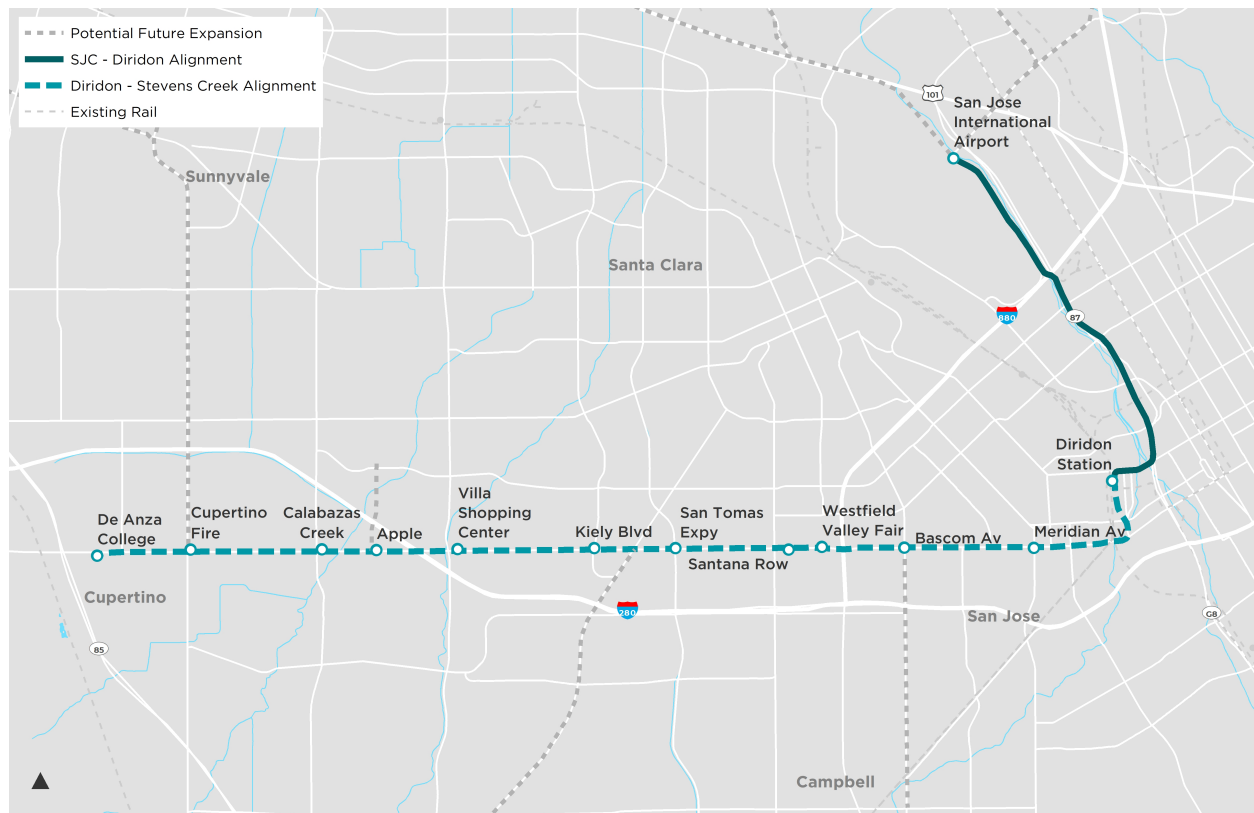 Potential Future Expansion
SJC - Diridon Alignment
Diridon - Stevens Creek Alignment
Existing Rail
101
San Jose
International
Airport
Sunnyvale
Santa Clara
880
87
Diridon
Station
De Anza
College
Cupertino
Fire
Calabazas
Creek
Apple
Villa
Shopping
Center
Kiely Blvd
San Tomas
Expy
Santana Row
Westfield
Valley Fair
Bascom Av
Meridian Av
Cupertino
280
San Jose
G8
85
Campbell